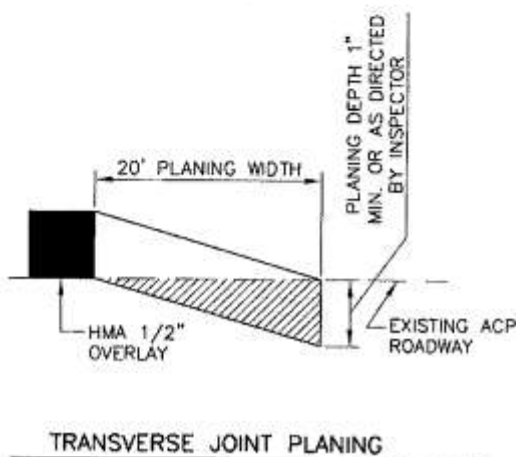 PLANING DEPTH 1"
MIN. OR AS DIRECTED
BY INSPECTOR
20' PLANING WIDTH
HMA 1/2"
OVERLAY
EXISTING ACP
ROADWAY
TRANSVERSE JOINT PLANING